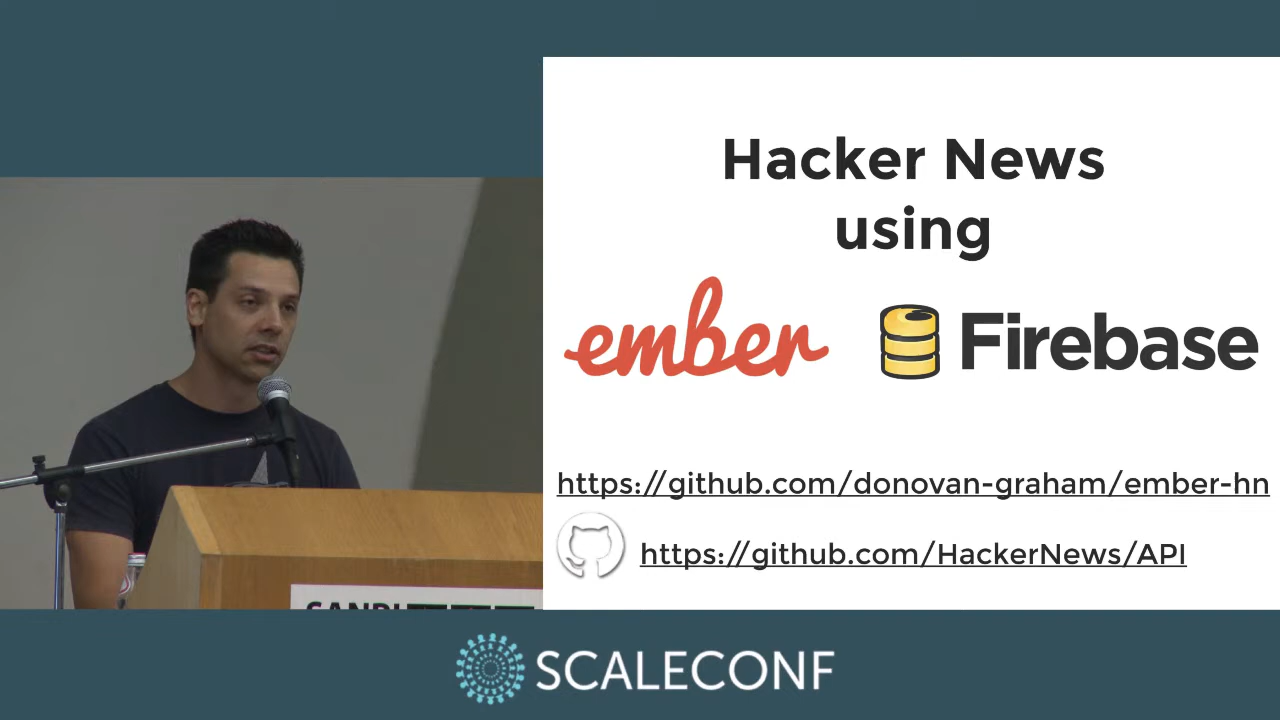 Hacker News
using
ember
Firebase
https://github.com/donovan-graham/ember-hn
https://github.com/HackerNews/API
SCALECONF